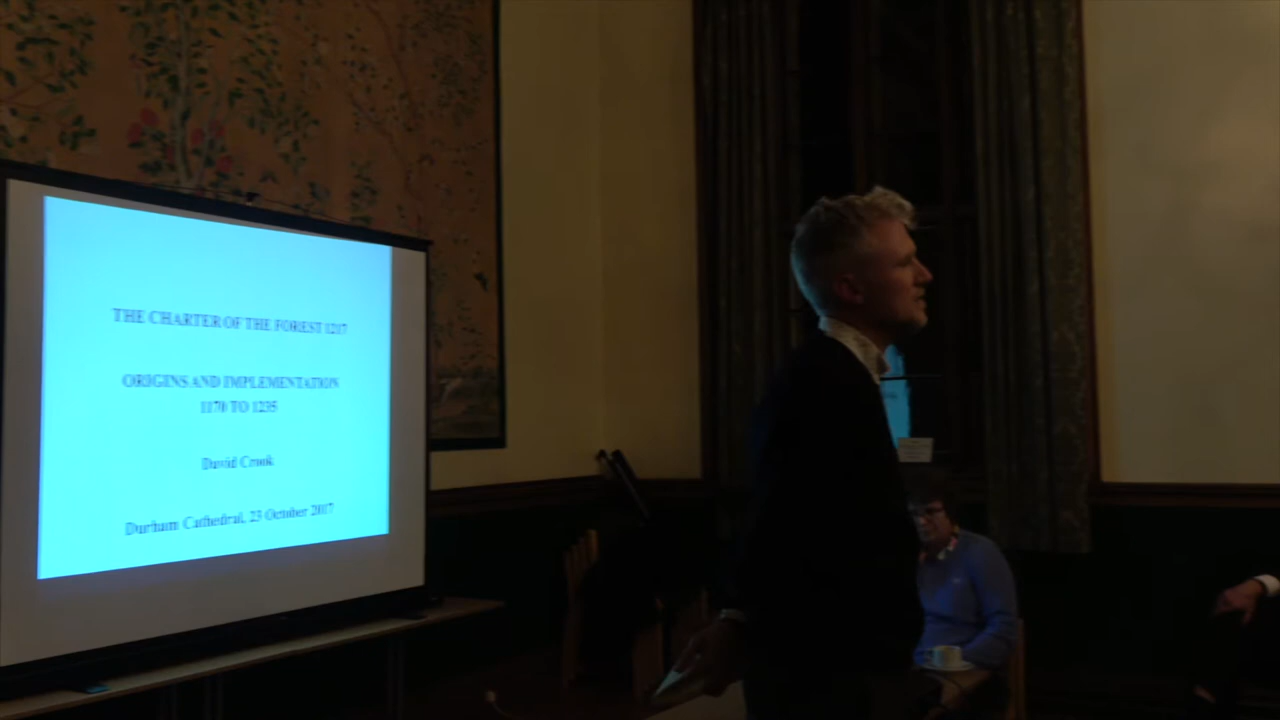 THE CHARTER OF THE FOREST 1217
ORIGINS AND IMPLEMENTATION
1170 TO 1235
David Crook
Durham Cathedral, 23 October 2017